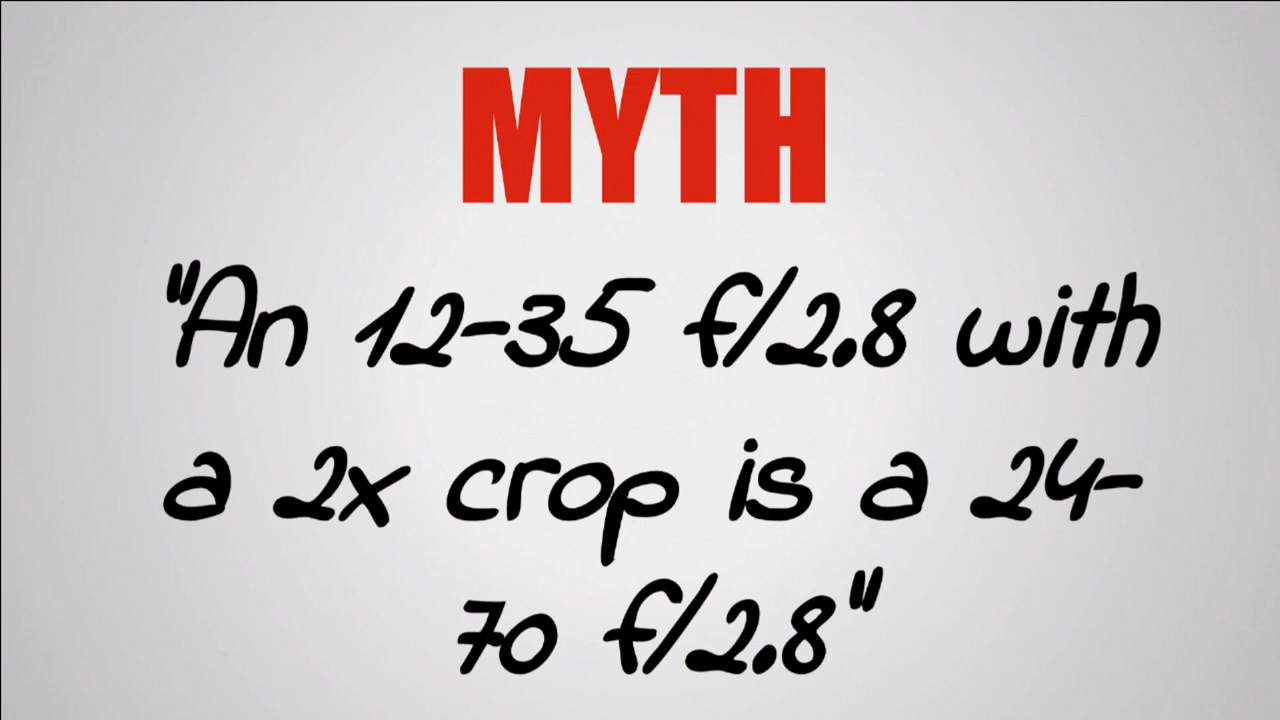 MYTH
"An 12-35 f/2.8 with
a 2x crop is a 24-
70 f/2.8"